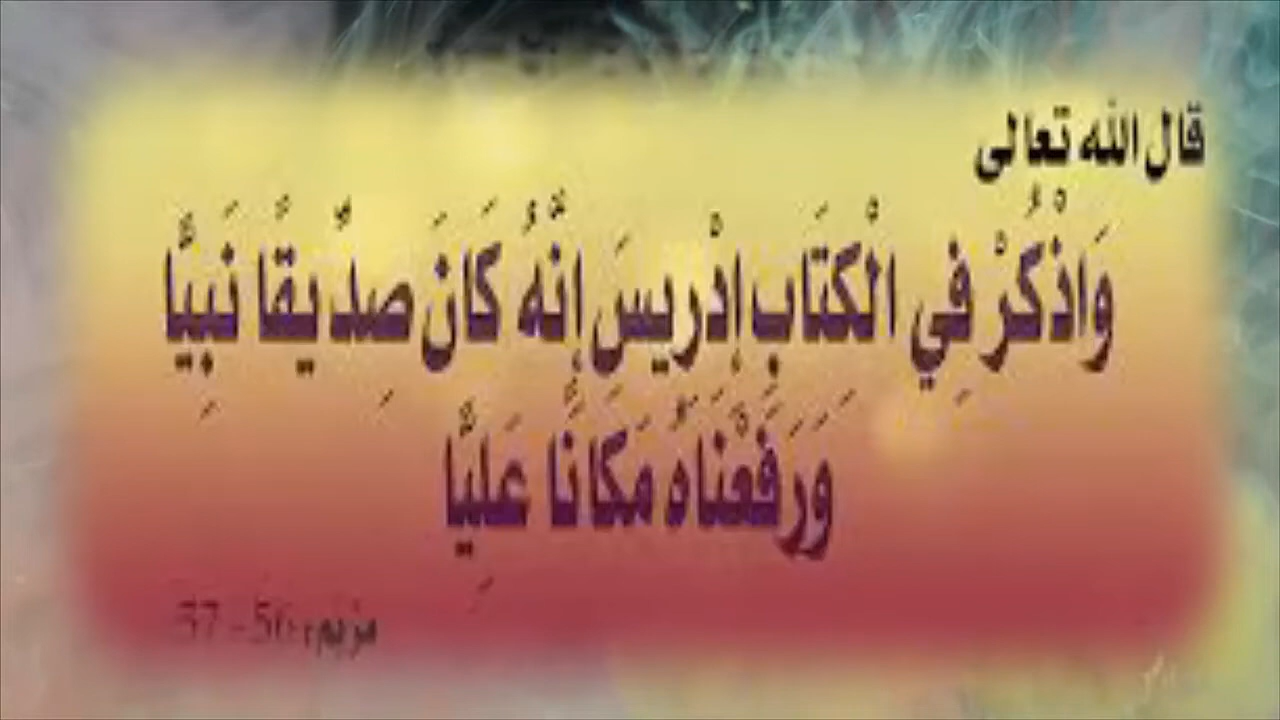 قال الله تعالى
وَاذْكُرْ فِي الْكِتَابِ إِدْرِيسَ إِنَّهُ كَانَ صِدِّيقًا نَبِيًّا
وَرَفَعْنَاهُ مَكَانًا عَلِيًّا
مريم: 56-57